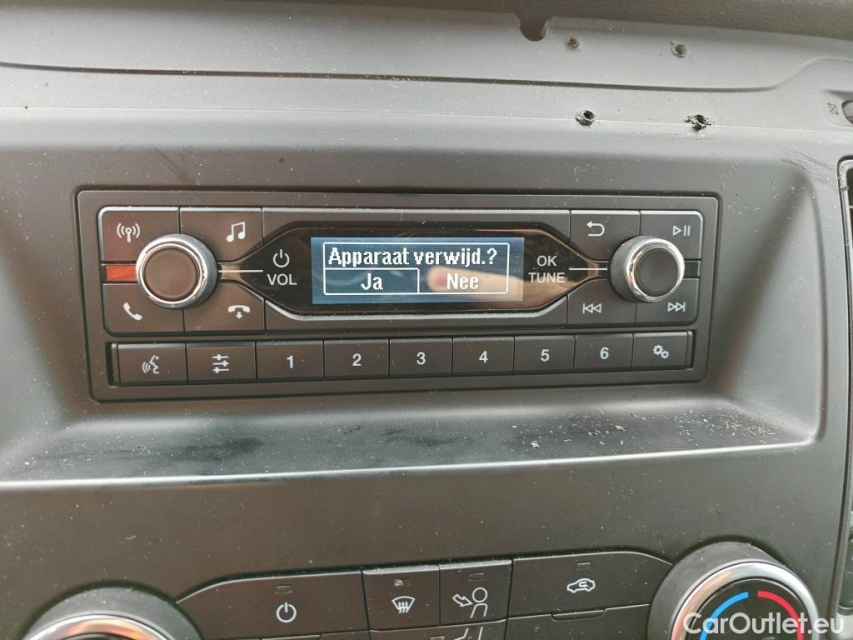 Apparaat verwijd.?
Ja Nee
VOL
OK
TUNE
1 2 3 4 5 6
CarOutlet.eu